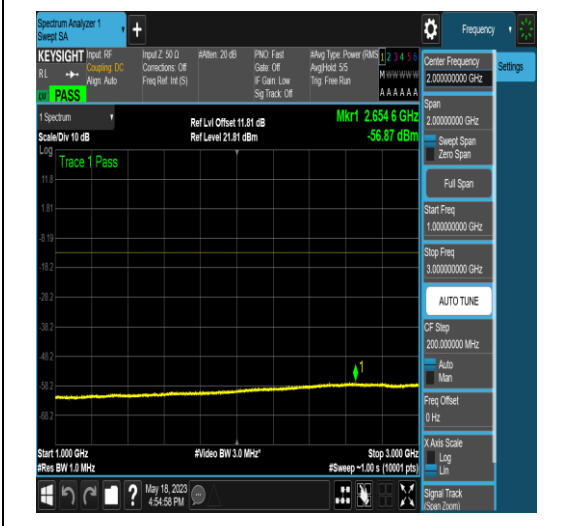 Spectrum Analyzer 1
Swept SA
Frequency
KEYSIGHT
RL
PASS
Input: RF
Coupling: DC
Align: Auto
Input Z: 50 Ω
Corrections: Off
Freq Ref: Int (S)
#Atten: 20 dB
PNO: Fast
Gate: Off
IF Gain: Low
Sig Track: Off
#Avg Type: Power (RMS
Avg|Hold: 5/5
Trig: Free Run
1 2 3 4 5 6
M W W W W W
A A A A A A
1 Spectrum
Scale/Div 10 dB
Ref Lvl Offset 11.81 dB
Ref Level 21.81 dBm
Mkr1 2.654 6 GHz
-56.87 dBm
Log
Trace 1 Pass
11.8
1.81
-8.19
-18.2
-28.2
-38.2
-48.2
-58.2
-68.2
1
Start 1.000 GHz
#Res BW 1.0 MHz
#Video BW 3.0 MHz*
Stop 3.000 GHz
#Sweep ~1.00 s (10001 pts)
May 18, 2023
4:54:58 PM
Settings
Center Frequency
2.000000000 GHz
Span
2.00000000 GHz
Swept Span
Zero Span
Full Span
Start Freq
1.000000000 GHz
Stop Freq
3.000000000 GHz
AUTO TUNE
CF Step
200.000000 MHz
Auto
Man
Freq Offset
0 Hz
X Axis Scale
Log
Lin
Signal Track
(Span Zoom)